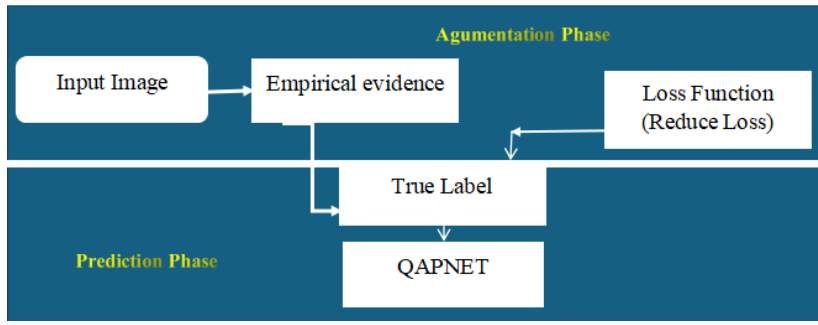 Agumentation Phase
Input Image
Empirical evidence
Loss Function
(Reduce Loss)
True Label
Prediction Phase
QAPNET